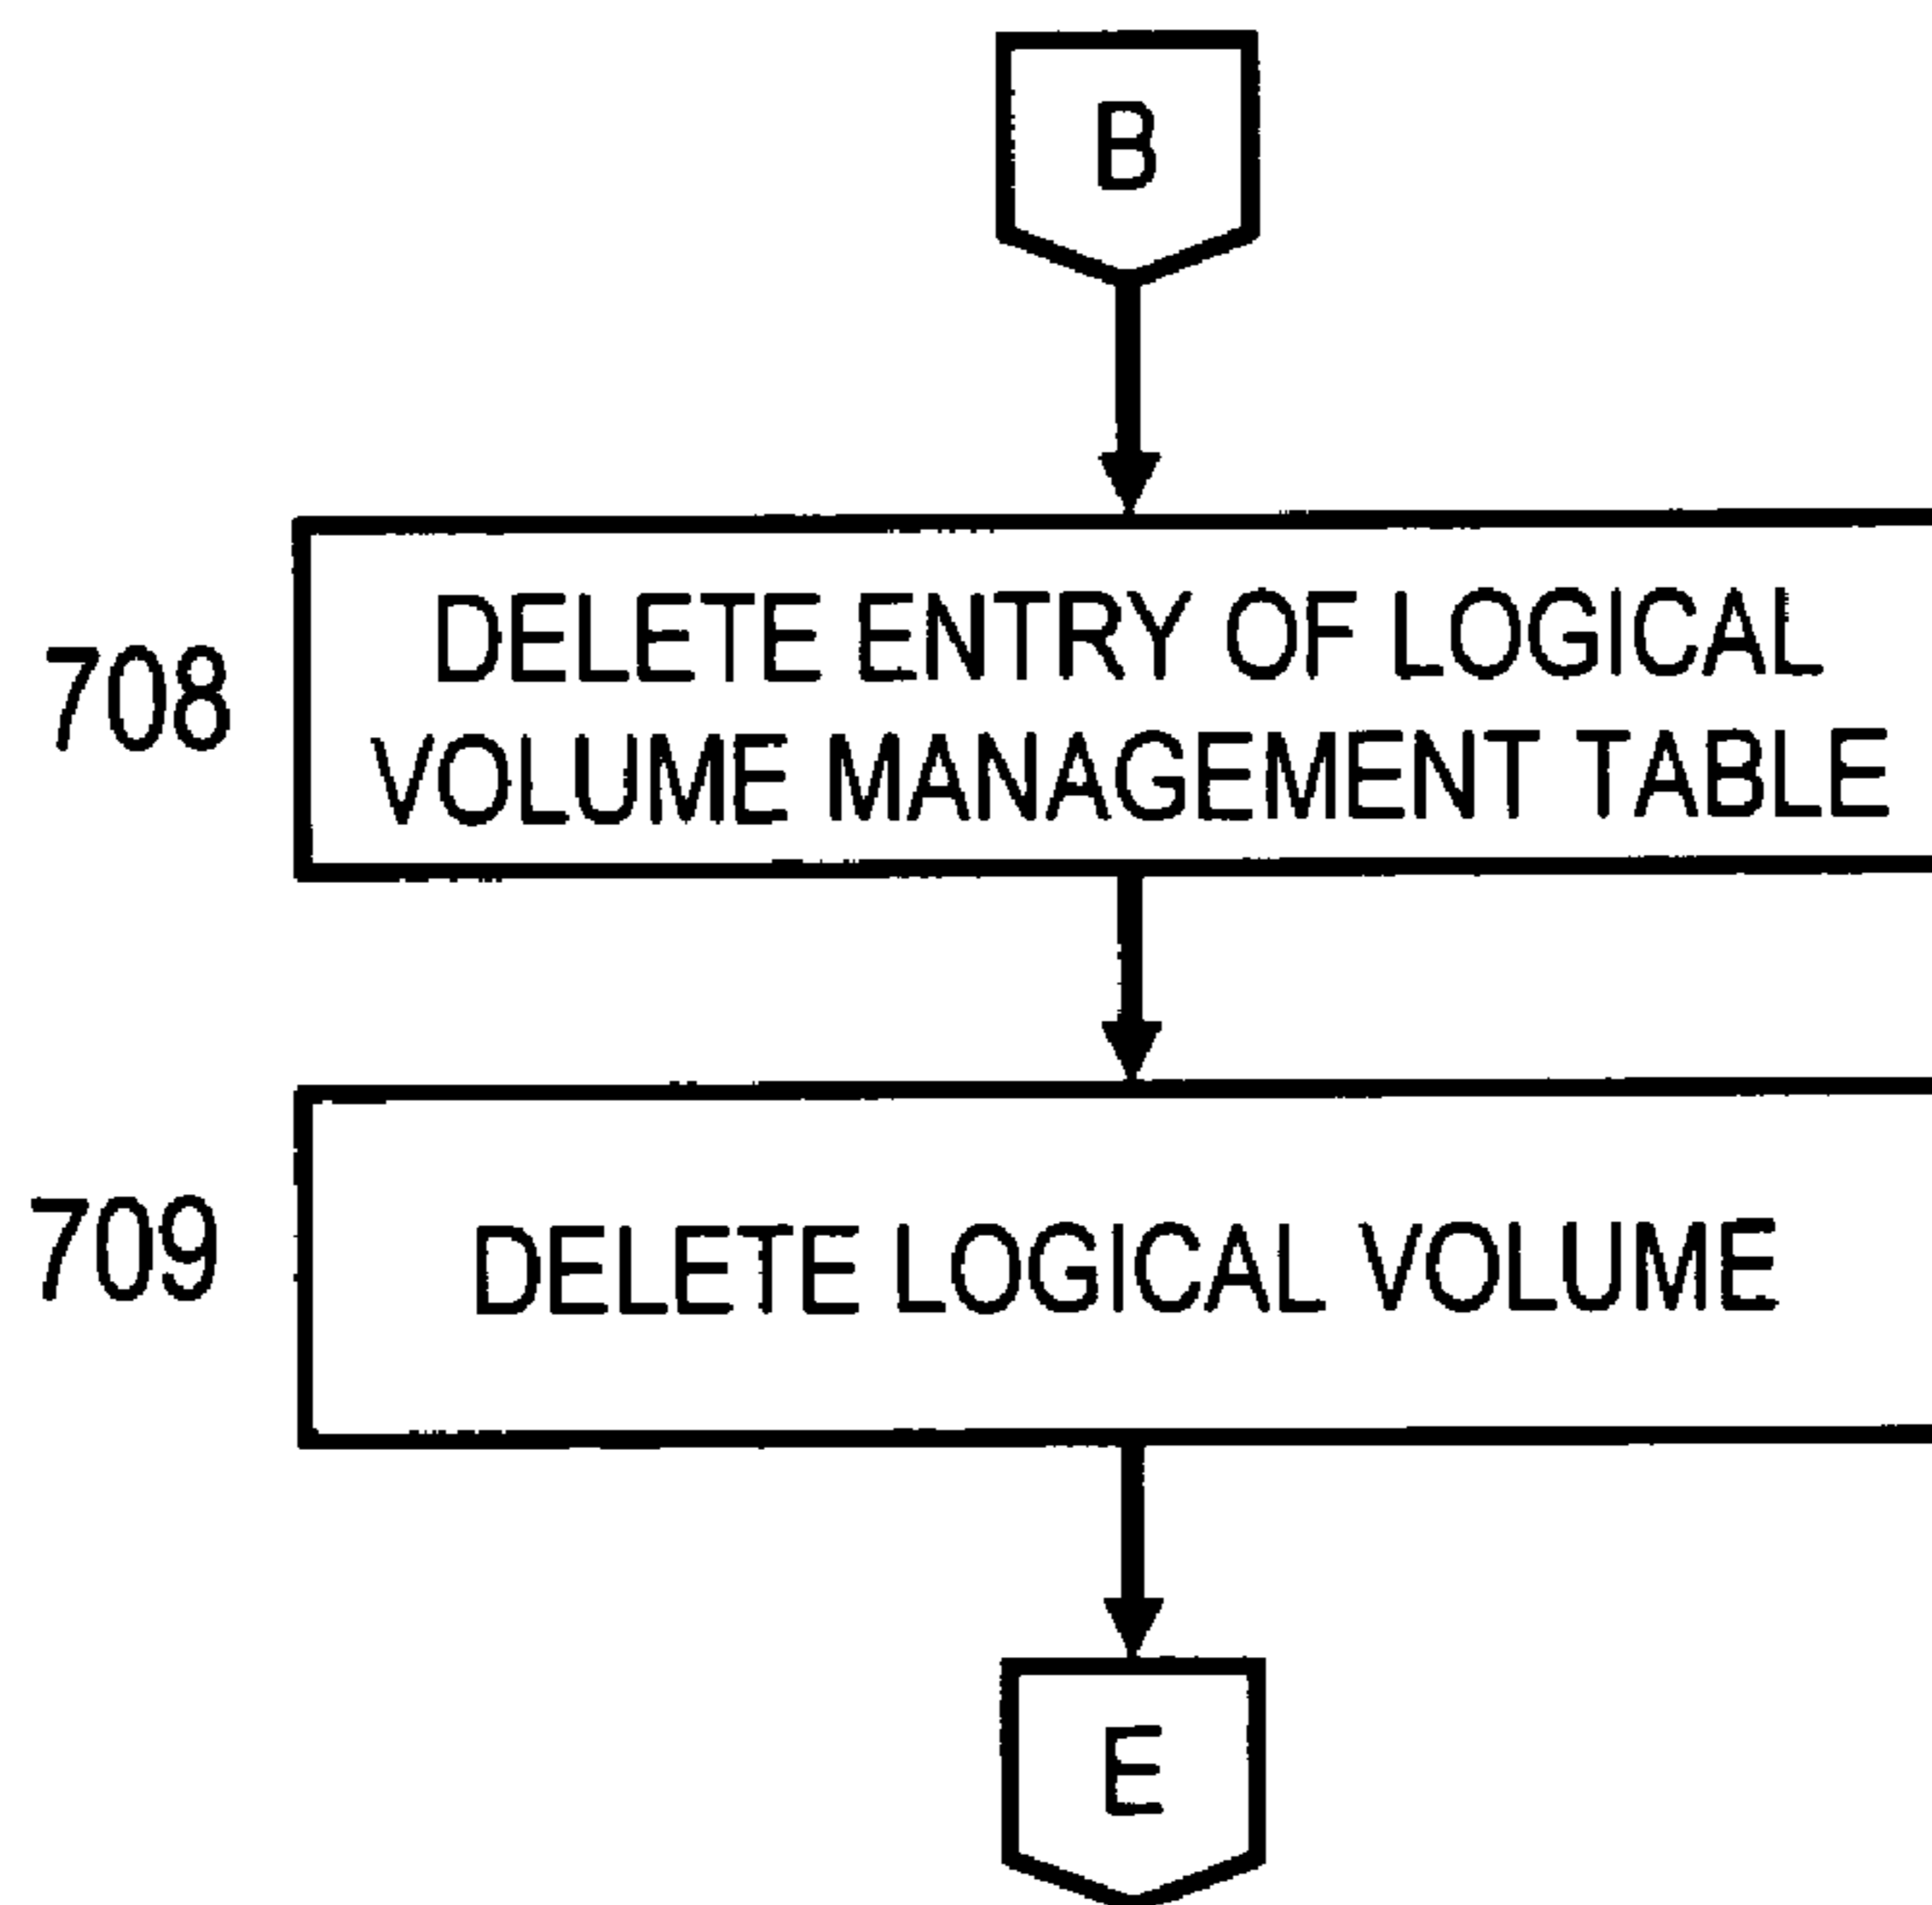 B
708
DELETE ENTRY OF LOGICAL
VOLUME MANAGEMENT TABLE
709
DELETE LOGICAL VOLUME
E